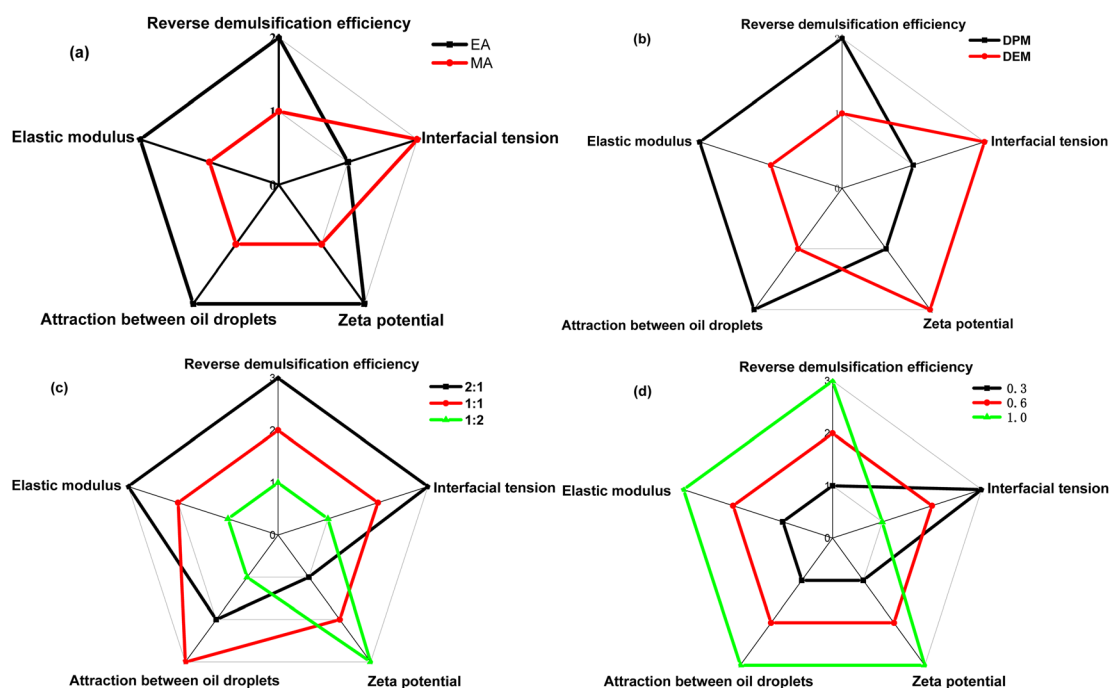 Reverse demulsification efficiency
(a)
EA
MA
2
1
0
Elastic modulus
Interfacial tension
Attraction between oil droplets
Zeta potential
Reverse demulsification efficiency
(b)
DPM
DEM
2
1
0
Elastic modulus
Interfacial tension
Attraction between oil droplets
Zeta potential
Reverse demulsification efficiency
(c)
2:1
1:1
1:2
3
2
1
0
Elastic modulus
Interfacial tension
Attraction between oil droplets
Zeta potential
Reverse demulsification efficiency
(d)
0.3
0.6
1.0
3
2
1
0
Elastic modulus
Interfacial tension
Attraction between oil droplets
Zeta potential